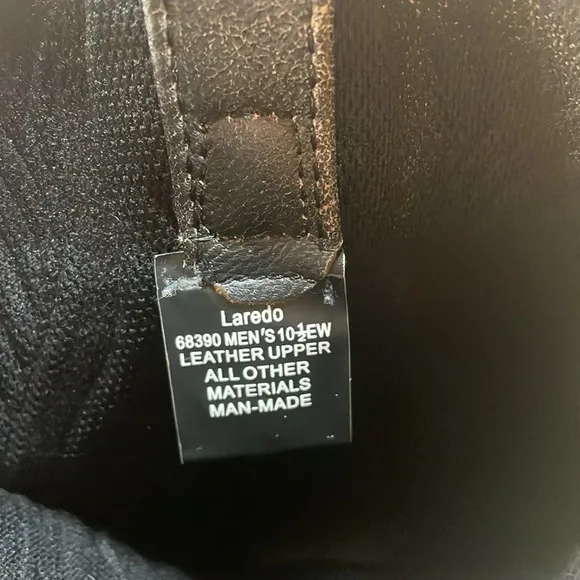 Laredo
68390 MEN'S 10½EW
LEATHER UPPER
ALL OTHER
MATERIALS
MAN-MADE